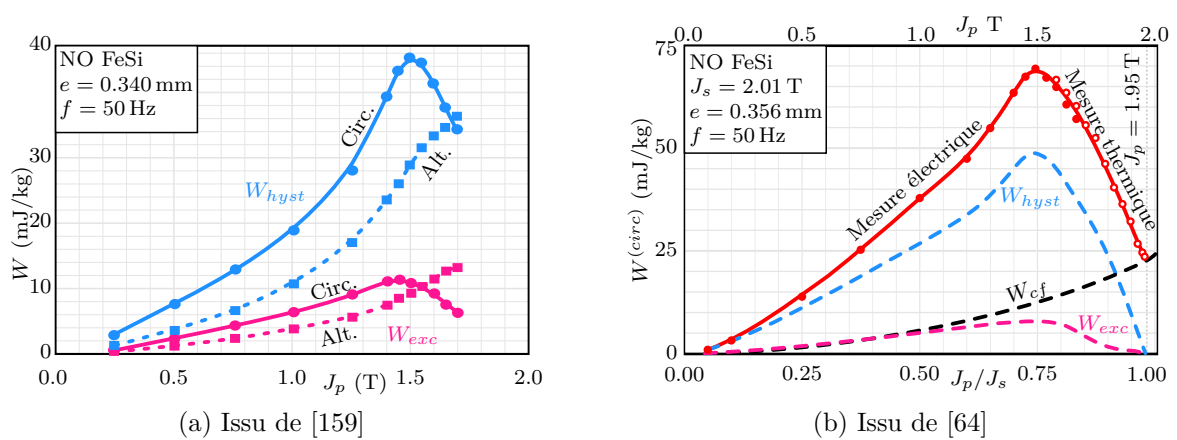 NO FeSi
e = 0.340 mm
f = 50 Hz
W (mJ/kg)
40
30
20
10
0
Circ.
Alt.
W_hyst
Circ.
Alt.
W_exc
0.0
0.5
1.0
1.5
2.0
J_p (T)
(a) Issu de [159]
J_p T
0.0
0.5
1.0
1.5
2.0
NO FeSi
J_s = 2.01 T
e = 0.356 mm
f = 50 Hz
W^(circ) (mJ/kg)
75
50
25
0
Mesure électrique
Mesure thermique
J_p = 1.95 T
W_hyst
W_cf
W_exc
0.00
0.25
0.50
0.75
1.00
J_p/J_s
(b) Issu de [64]